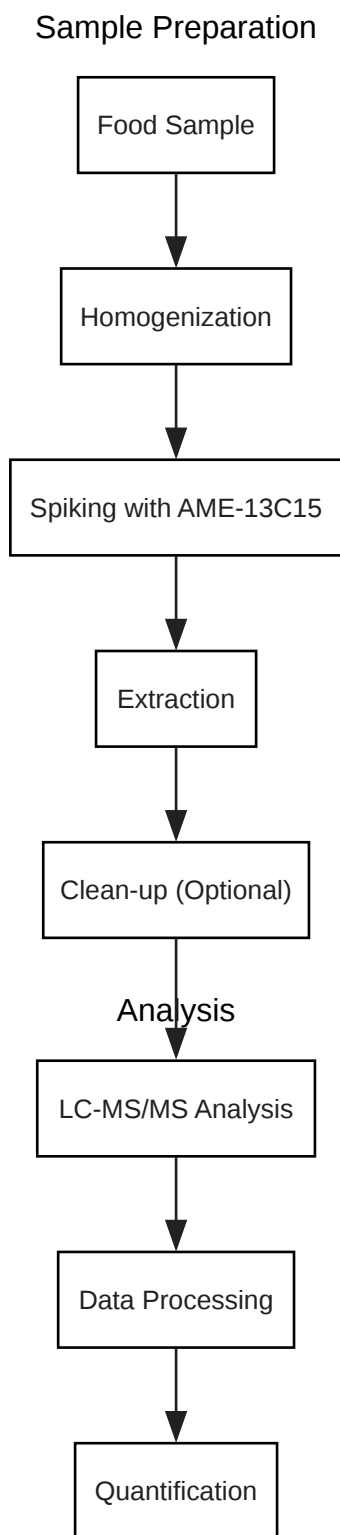 Sample Preparation
Food Sample
Homogenization
Spiking with AME-13C15
Extraction
Clean-up (Optional)
Analysis
LC-MS/MS Analysis
Data Processing
Quantification